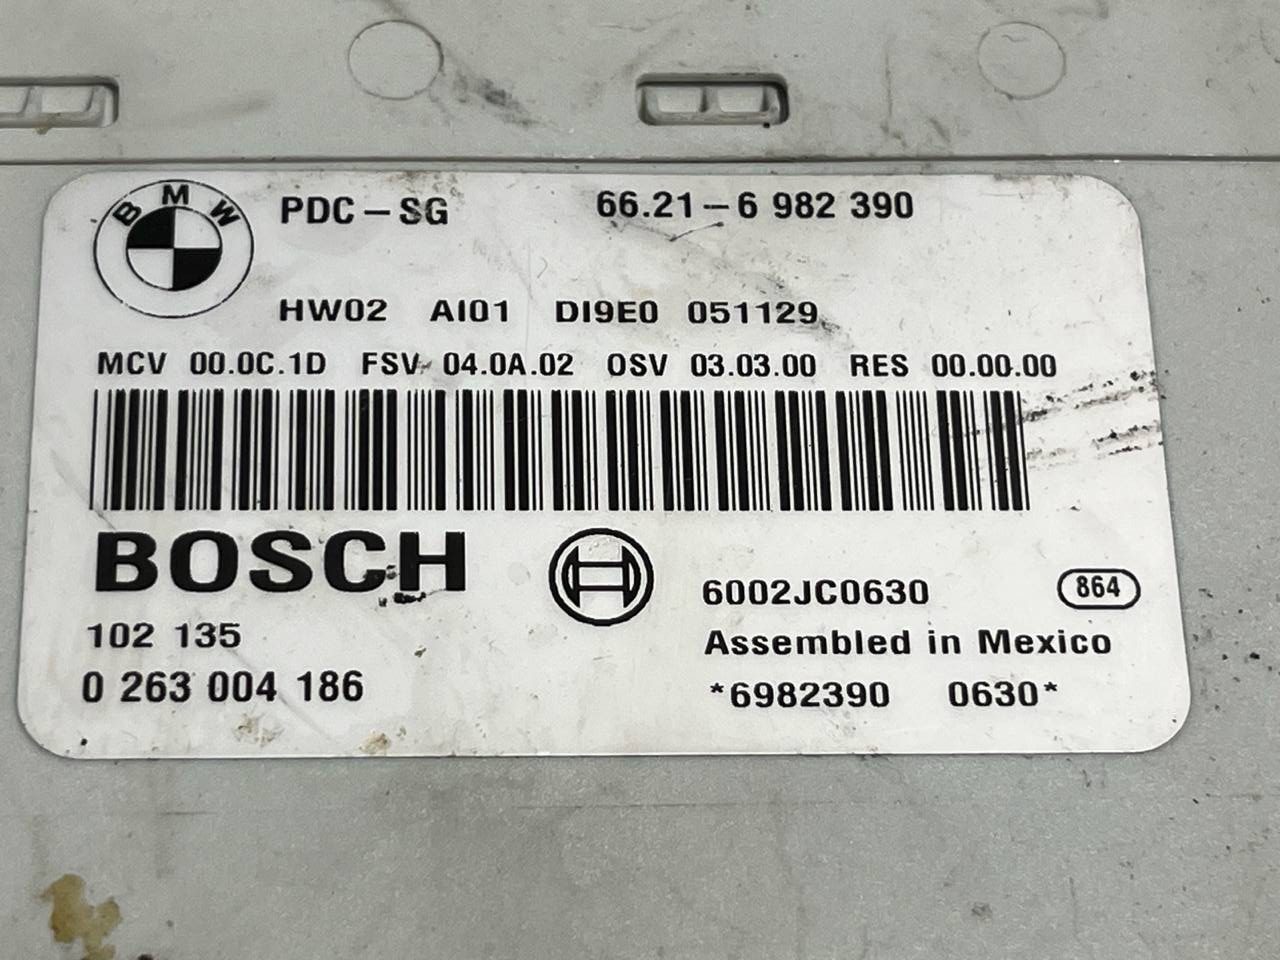 BMW
PDC-SG 66.21-6 982 390
HW02 AI01 DI9E0 051129
MCV 00.0C.1D FSV 04.0A.02 OSV 03.03.00 RES 00.00.00
BOSCH
6002JC0630 864
102 135 Assembled in Mexico
0 263 004 186 *6982390 0630*